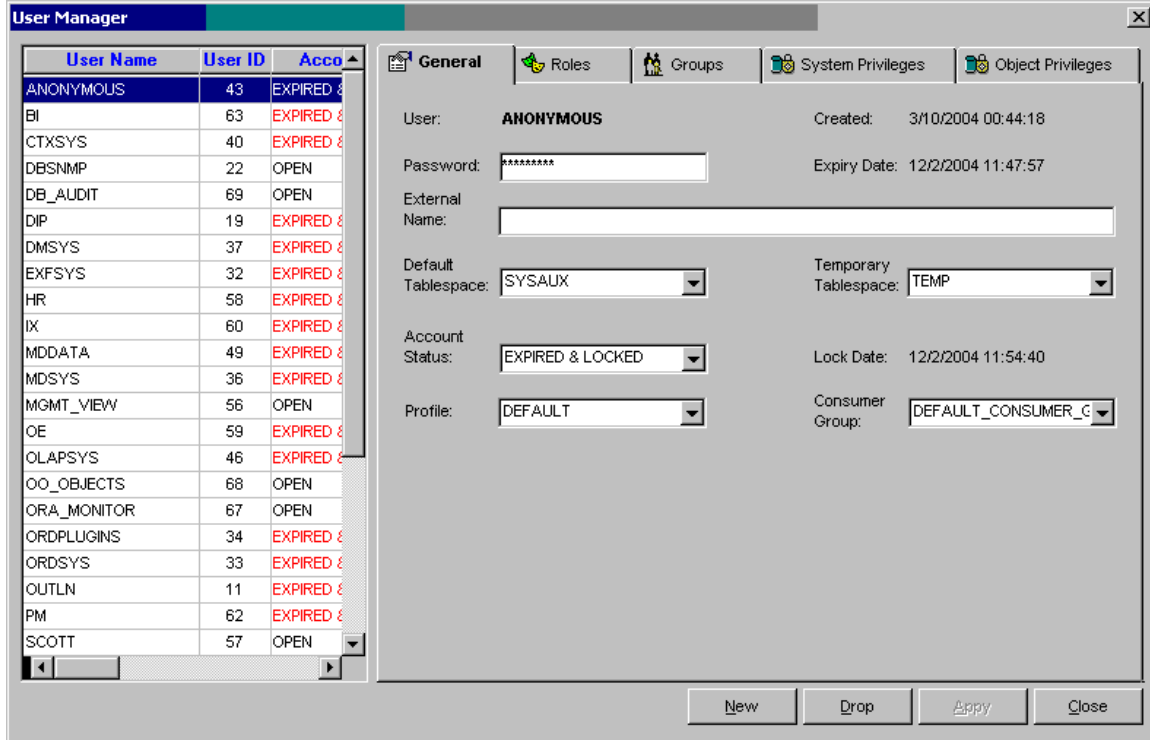 User Manager
User Name User ID Acco
ANONYMOUS 43 EXPIRED &
BI 63 EXPIRED &
CTXSYS 40 EXPIRED &
DBSNMP 22 OPEN
DB_AUDIT 69 OPEN
DIP 19 EXPIRED &
DMSYS 37 EXPIRED &
EXFSYS 32 EXPIRED &
HR 58 EXPIRED &
IX 60 EXPIRED &
MDDATA 49 EXPIRED &
MDSYS 36 EXPIRED &
MGMT_VIEW 56 OPEN
OE 59 EXPIRED &
OLAPSYS 46 EXPIRED &
OO_OBJECTS 68 OPEN
ORA_MONITOR 67 OPEN
ORDPLUGINS 34 EXPIRED &
ORDSYS 33 EXPIRED &
OUTLN 11 EXPIRED &
PM 62 EXPIRED &
SCOTT 57 OPEN
General Roles Groups System Privileges Object Privileges
User: ANONYMOUS Created: 3/10/2004 00:44:18
Password: ********* Expiry Date: 12/2/2004 11:47:57
External
Name:
Default
Tablespace: SYSAUX
Temporary
Tablespace: TEMP
Account
Status: EXPIRED & LOCKED
Lock Date: 12/2/2004 11:54:40
Profile: DEFAULT
Consumer
Group: DEFAULT_CONSUMER_G
New Drop Appy Close